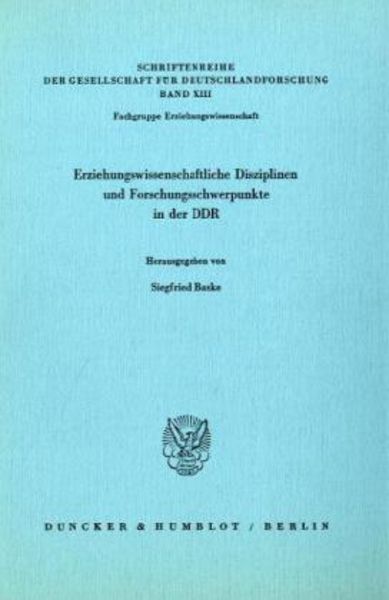 SCHRIFTENREIHE
DER GESELLSCHAFT FÜR DEUTSCHLANDFORSCHUNG
BAND XIII
Fachgruppe Erziehungswissenschaft
Erziehungswissenschaftliche Disziplinen
und Forschungsschwerpunkte
in der DDR
Herausgegeben von
Siegfried Baske
DUNCKER & HUMBLOT / BERLIN